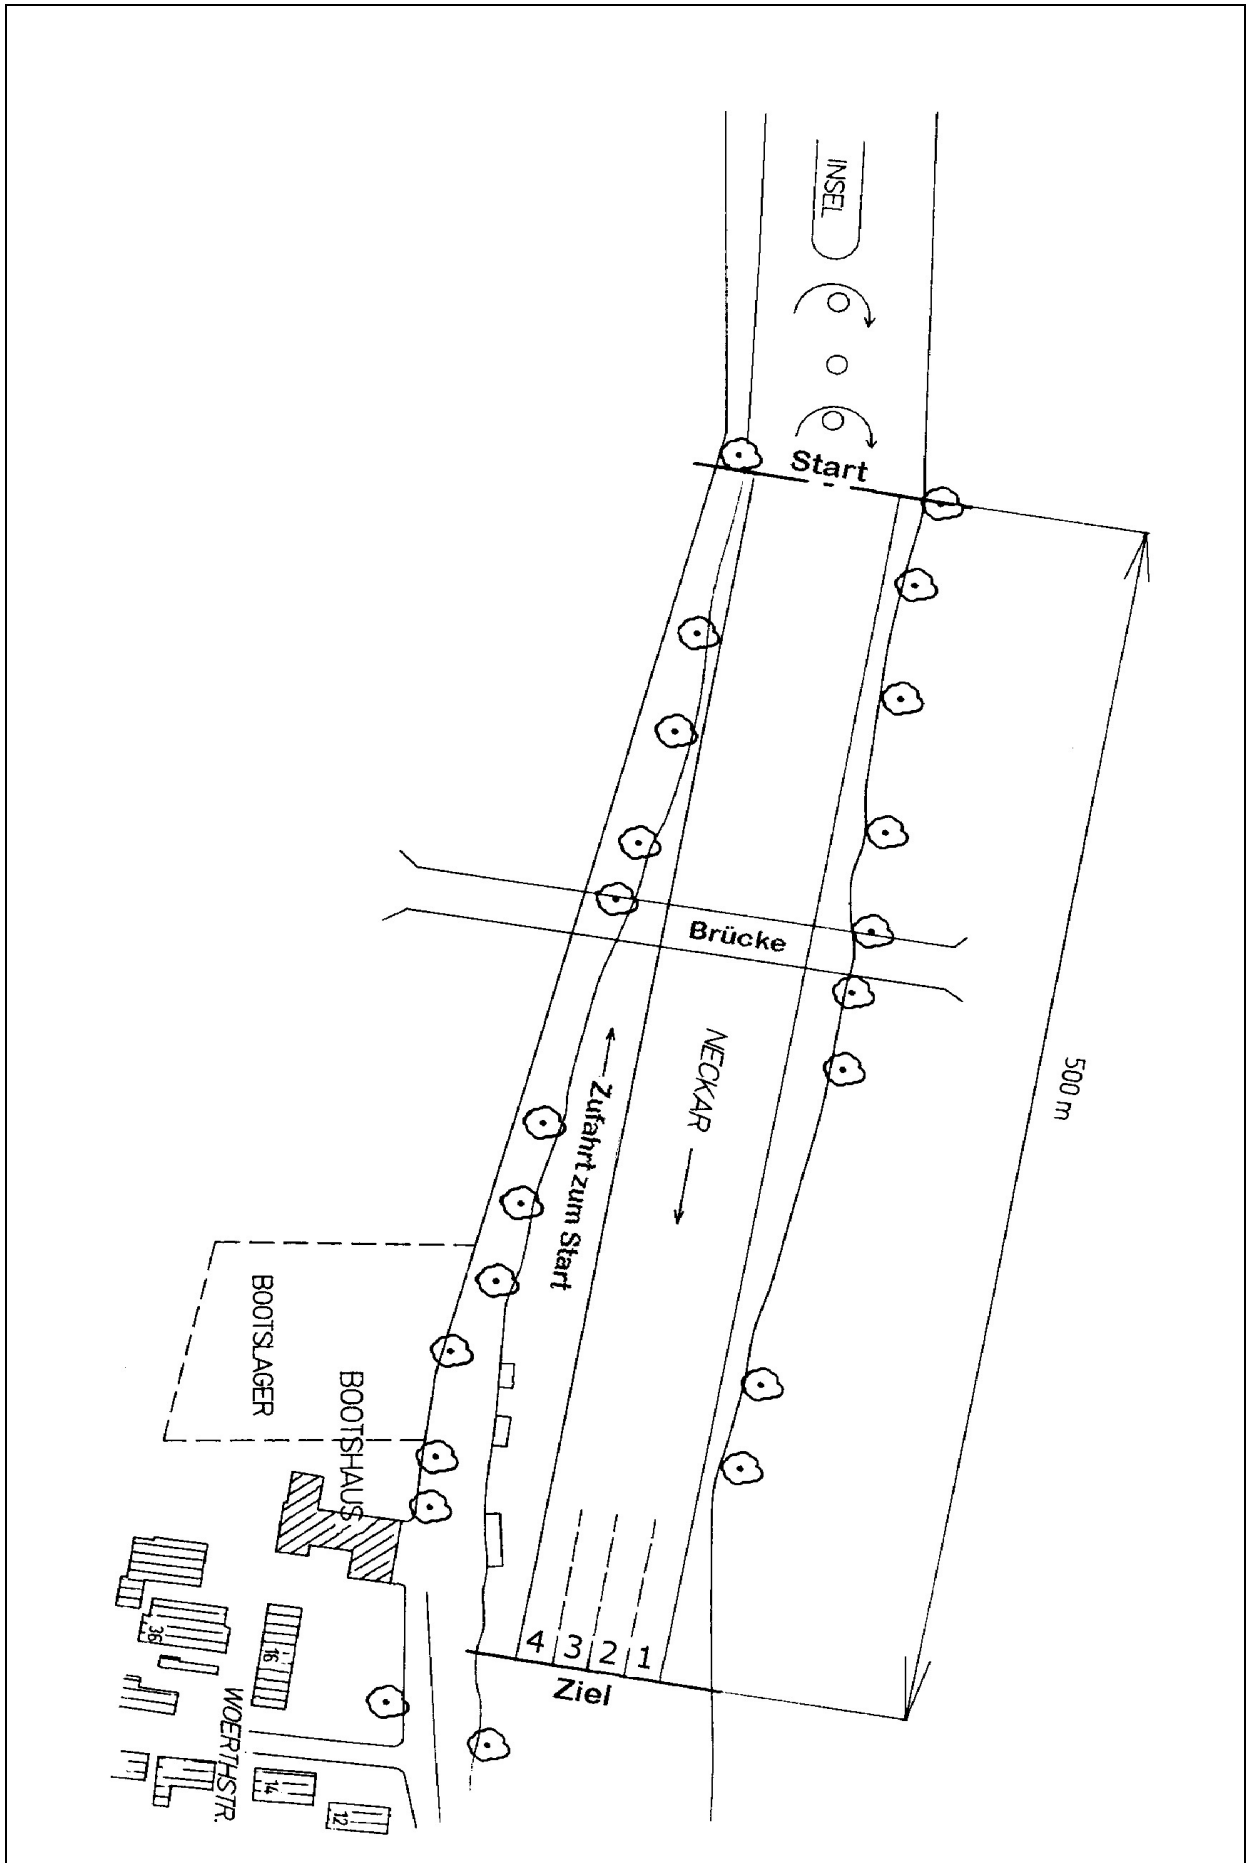 INSEL
Start
Brücke
NECKAR
500 m
Zufahrt zum Start
BOOTSLAGER
BOOTSHAUS
4 3 2 1
Ziel
36
16
WOERTHSTR.
14
12